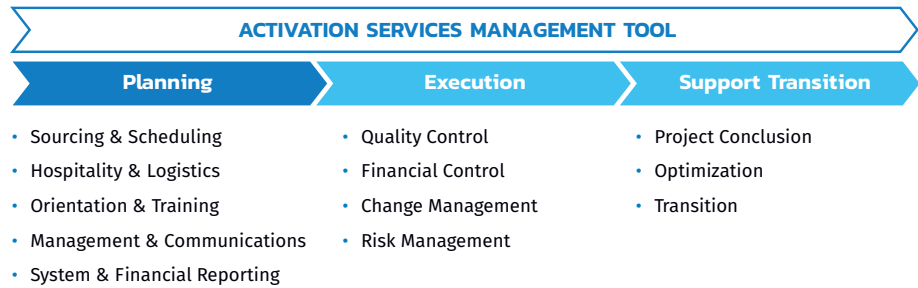 ACTIVATION SERVICES MANAGEMENT TOOL
Planning
Execution
Support Transition
• Sourcing & Scheduling
• Hospitality & Logistics
• Orientation & Training
• Management & Communications
• System & Financial Reporting
• Quality Control
• Financial Control
• Change Management
• Risk Management
• Project Conclusion
• Optimization
• Transition